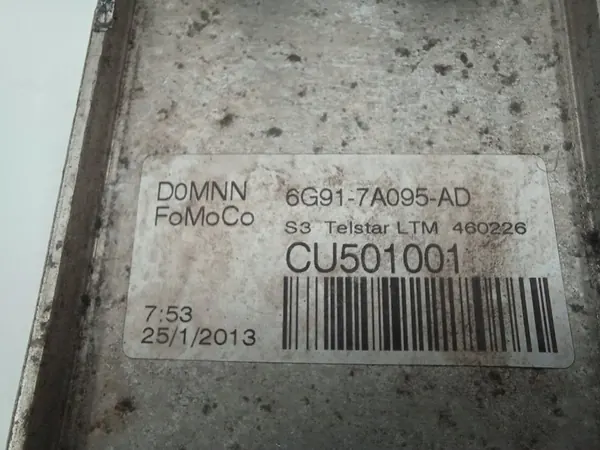 D0MNN 6G91-7A095-AD
FoMoCo S3 Telstar LTM 460226
CU501001
7:53
25/1/2013